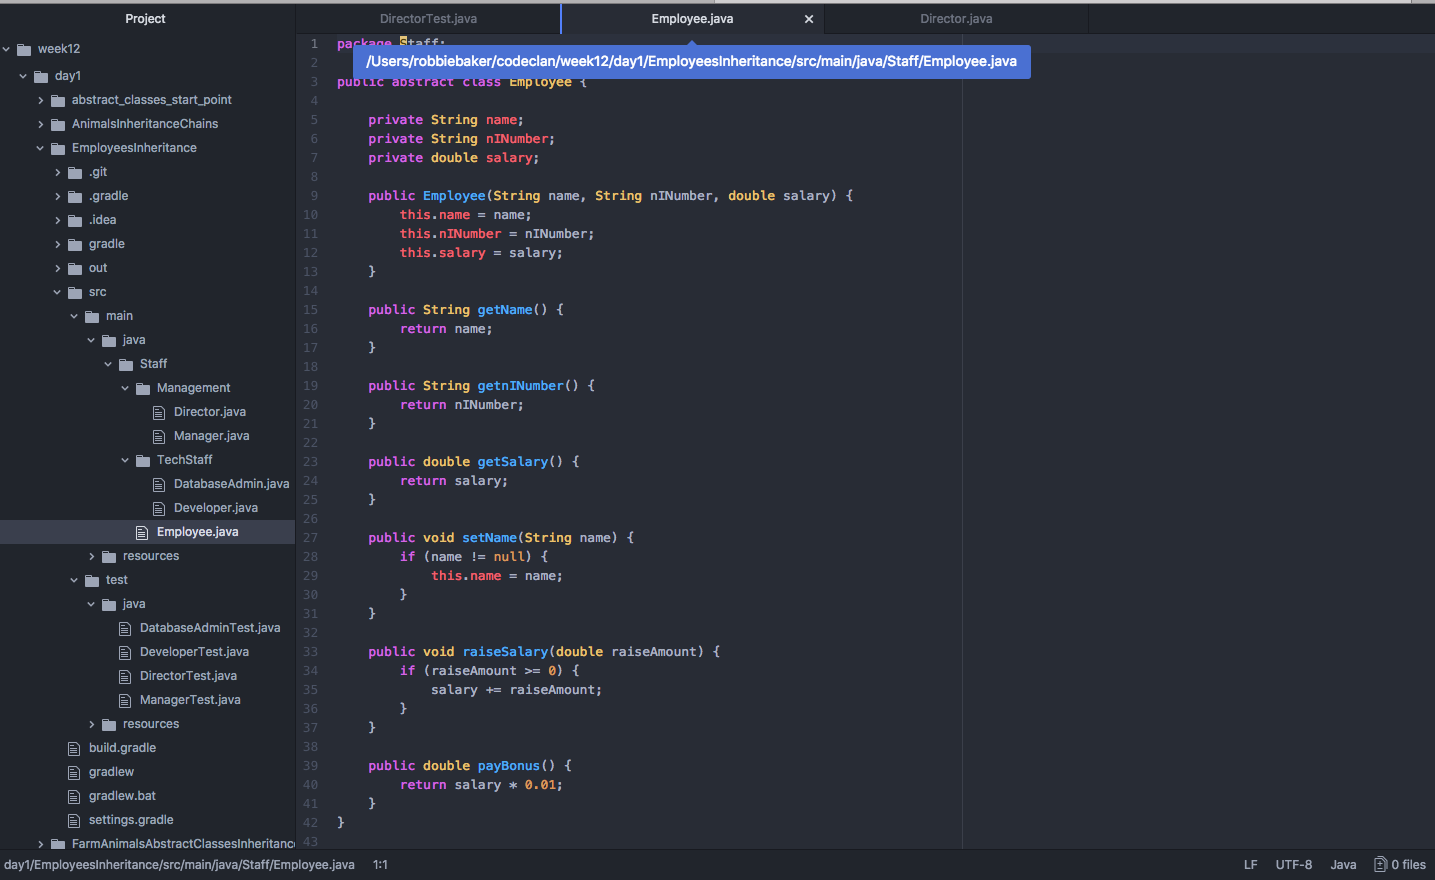 Project
week12
day1
abstract_classes_start_point
AnimalsInheritanceChains
EmployeesInheritance
.git
.gradle
.idea
gradle
out
src
main
java
Staff
Management
Director.java
Manager.java
TechStaff
DatabaseAdmin.java
Developer.java
Employee.java
resources
test
java
DatabaseAdminTest.java
DeveloperTest.java
DirectorTest.java
ManagerTest.java
resources
build.gradle
gradlew
gradlew.bat
settings.gradle
FarmAnimalsAbstractClassesInheritanc
DirectorTest.java
Employee.java ×
Director.java
/Users/robbiebaker/codeclan/week12/day1/EmployeesInheritance/src/main/java/Staff/Employee.java
1 package Staff;
2
3 public abstract class Employee {
4
5 private String name;
6 private String nINumber;
7 private double salary;
8
9 public Employee(String name, String nINumber, double salary) {
10 this.name = name;
11 this.nINumber = nINumber;
12 this.salary = salary;
13 }
14
15 public String getName() {
16 return name;
17 }
18
19 public String getnINumber() {
20 return nINumber;
21 }
22
23 public double getSalary() {
24 return salary;
25 }
26
27 public void setName(String name) {
28 if (name != null) {
29 this.name = name;
30 }
31 }
32
33 public void raiseSalary(double raiseAmount) {
34 if (raiseAmount >= 0) {
35 salary += raiseAmount;
36 }
37 }
38
39 public double payBonus() {
40 return salary * 0.01;
41 }
42 }
43
day1/EmployeesInheritance/src/main/java/Staff/Employee.java 1:1 LF UTF-8 Java 0 files